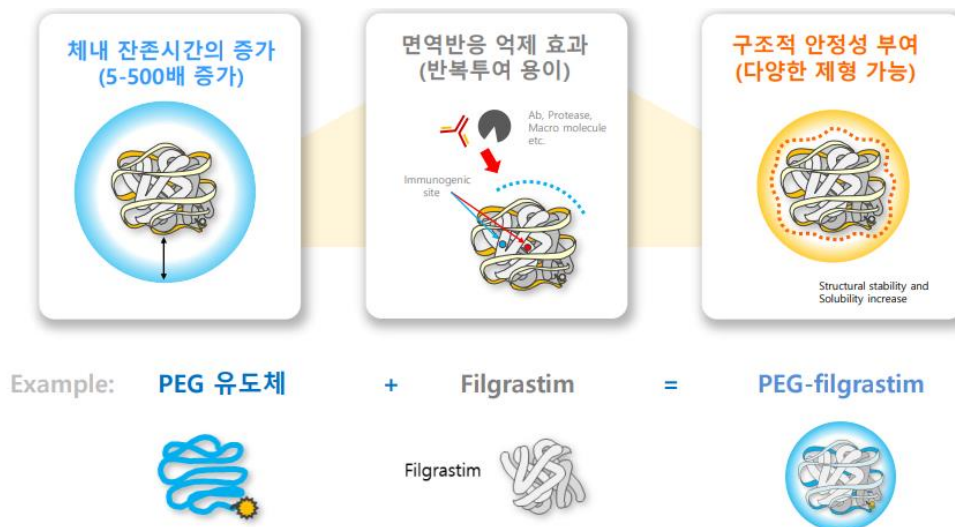 체내 잔존시간의 증가
(5-500배 증가)
면역반응 억제 효과
(반복투여 용이)
Ab, Protease,
Macro molecule
etc.
Immunogenic
site
구조적 안정성 부여
(다양한 제형 가능)
Structural stability and
Solubility increase
Example: PEG 유도체 + Filgrastim = PEG-filgrastim
Filgrastim